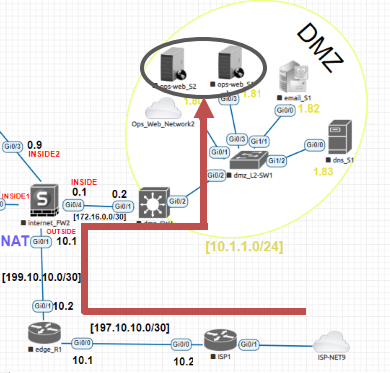 DMZ
ops-web_S2
ops-web_S
1.81
Gi0/3
email_S1
Gi0/0
1.82
Ops_Web_Network2
Gi0/3
Gi0/1
Gi1/1
Gi0/0
dns_S1
0.9
INSIDE2
Gi0/3
Gi1/2
dmz_L2-SW1
1.83
INSIDE1
INSIDE
0.1
0.2
Gi0/2
Gi0/4
Gi0/1
Gi0/2
[172.16.0.0/30]
internet_FW2
OUTSIDE
NAT
Gi0/1
10.1
[10.1.1.0/24]
[199.10.10.0/30]
Gi0/1
10.2
[197.10.10.0/30]
Gi0/0
Gi0/0
Gi0/1
edge_R1
ISP1
ISP-NET9
10.1
10.2